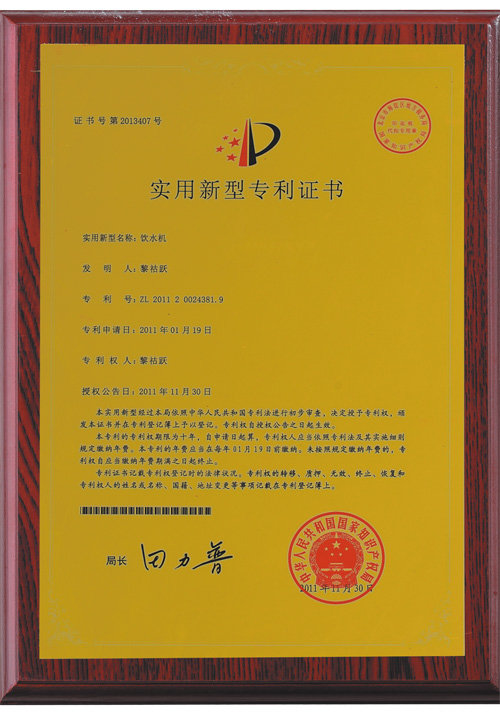 证书号第2013407号
实用新型专利证书
实用新型名称：饮水机
发 明 人：黎祜跃
专 利 号：ZL 2011 2 0024381.9
专利申请日：2011年01月19日
专 利 权 人：黎祜跃
授权公告日：2011年11月30日
本实用新型经过本局依照中华人民共和国专利法进行初步审查，决定授予专利权，颁
发本证书并在专利登记簿上予以登记。专利权自授权公告之日起生效。
本专利的专利权期限为十年，自申请日起算。专利权人应当依照专利法及其实施细则
规定缴纳年费。本专利的年费应当在每年01月19日前缴纳。未按照规定缴纳年费的，专利
权自应当缴纳年费期满之日起终止。
专利证书记载专利权登记时的法律状况。专利权的转移、质押、无效、终止、恢复和
专利权人的姓名或名称、国籍、地址变更等事项记载在专利登记簿上。
局长 田力普
中华人民共和国国家知识产权局
2011年11月30日